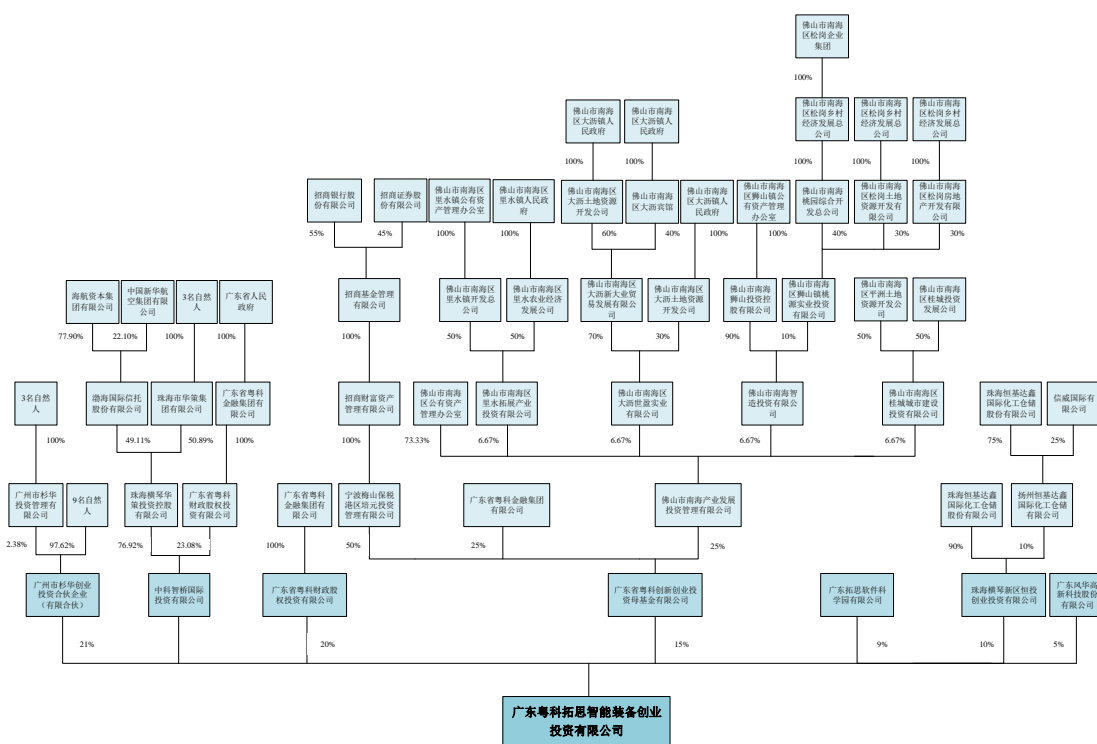 佛山市南海
区松岗企业
集团
100%
佛山市南海
区大沥镇人
民政府
佛山市南海
区大沥镇人
民政府
佛山市南海
区松岗乡村
经济发展总
公司
佛山市南海
区松岗乡村
经济发展总
公司
佛山市南海
区松岗乡村
经济发展总
公司
100%
100%
100%
100%
100%
招商银行股
份有限公司
招商证券股
份有限公司
佛山市南海区
里水镇公有资
产管理办公室
佛山市南海区
里水镇人民政
府
佛山市南海区
大沥土地资源
开发公司
佛山市南海
区大沥宾馆
佛山市南海
区大沥镇人
民政府
佛山市南海
区狮山镇公
有资产管理
办公室
佛山市南海
桃园综合开
发总公司
佛山市南海
区松岗土地
资源开发有
限公司
佛山市南海
区松岗房地
产开发有限
公司
55%
45%
100%
100%
60%
40%
100%
100%
40%
30%
30%
海航资本集
团有限公司
中国新华航
空集团有限
公司
3名自然
人
广东省人民
政府
招商基金管理
有限公司
佛山市南海区
里水镇开发总
公司
佛山市南海区
里水农业经济
发展公司
佛山市南海区
大沥新大业贸
易发展有限公
司
佛山市南海区
大沥土地资源
开发公司
佛山市南海
狮山投资控
股有限公司
佛山市南海
区狮山镇桃
源实业投资
有限公司
佛山市南海
区平洲土地
资源开发公
司
佛山市南海
区桂城投资
发展公司
77.90%
22.10%
100%
100%
100%
50%
50%
70%
30%
90%
10%
50%
50%
3名自然
人
渤海国际信托
股份有限公司
珠海市华策集
团有限公司
广东省粤科
金融集团有
限公司
招商财富资产
管理有限公司
佛山市南海
区公有资产
管理办公室
佛山市南海区
里水拓展产业
投资有限公司
佛山市南海区
大沥世盈实业
有限公司
佛山市南海智
造投资有限公
司
佛山市南海区
桂城城市建设
投资有限公司
珠海恒基达鑫
国际化工仓储
股份有限公司
信威国际有
限公司
100%
49.11%
50.89%
100%
100%
73.33%
6.67%
6.67%
6.67%
6.67%
75%
25%
广州市杉华
投资管理有
限公司
9名自然
人
珠海横琴华
策投资控股
有限公司
广东省粤科
财政股权投
资有限公司
广东省粤科
金融集团有
限公司
宁波梅山保税
港区培元投资
管理有限公司
广东省粤科金融集团
有限公司
佛山市南海产业发展
投资管理有限公司
珠海恒基达
鑫国际化工仓储
股份有限公司
扬州恒基达鑫
国际化工仓储
有限公司
2.38%
97.62%
76.92%
23.08%
100%
50%
25%
25%
90%
10%
广州市杉华创业
投资合伙企业
（有限合伙）
中科智桥国际
投资有限公司
广东省粤科财政股
权投资有限公司
广东省粤科创新创业投
资母基金有限公司
广东拓思软件科
学园有限公司
珠海横琴新区恒投
创业投资有限公司
广东风华高
新科技股份
有限公司
21%
20%
15%
9%
10%
5%
广东粤科拓思智能装备创业
投资有限公司